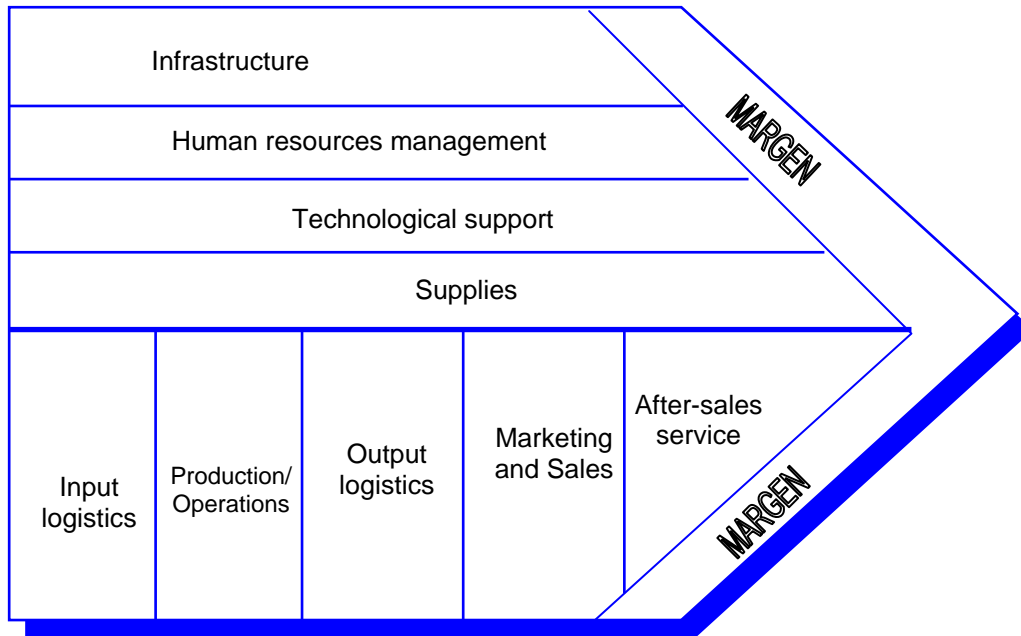 Infrastructure
MARGEN
Human resources management
Technological support
Supplies
Input
logistics
Production/
Operations
Output
logistics
Marketing
and Sales
After-sales
service
MARGEN